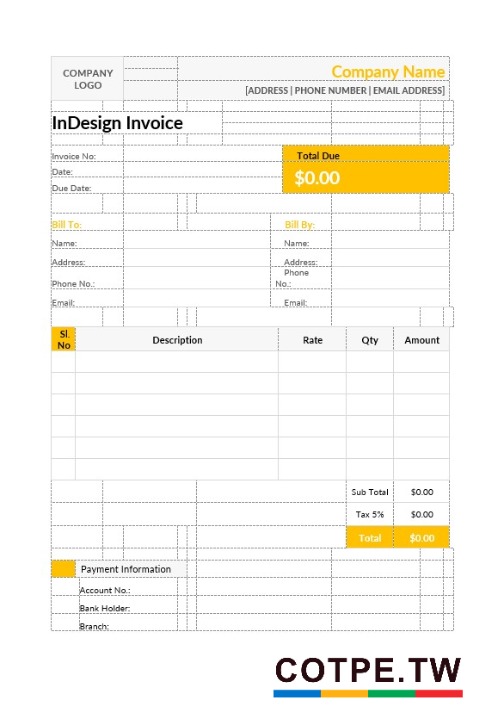 COMPANY
LOGO
Company Name
[ADDRESS | PHONE NUMBER | EMAIL ADDRESS]
InDesign Invoice
Invoice No:
Date:
Due Date:
Total Due
$0.00
Bill To:
Bill By:
Name:
Name:
Address:
Address:
Phone No.:
Phone
No.:
Email:
Email:
Sl.
No
Description
Rate
Qty
Amount
Sub Total
$0.00
Tax 5%
$0.00
Total
$0.00
Payment Information
Account No.:
Bank Holder:
Branch:
COTPE.TW